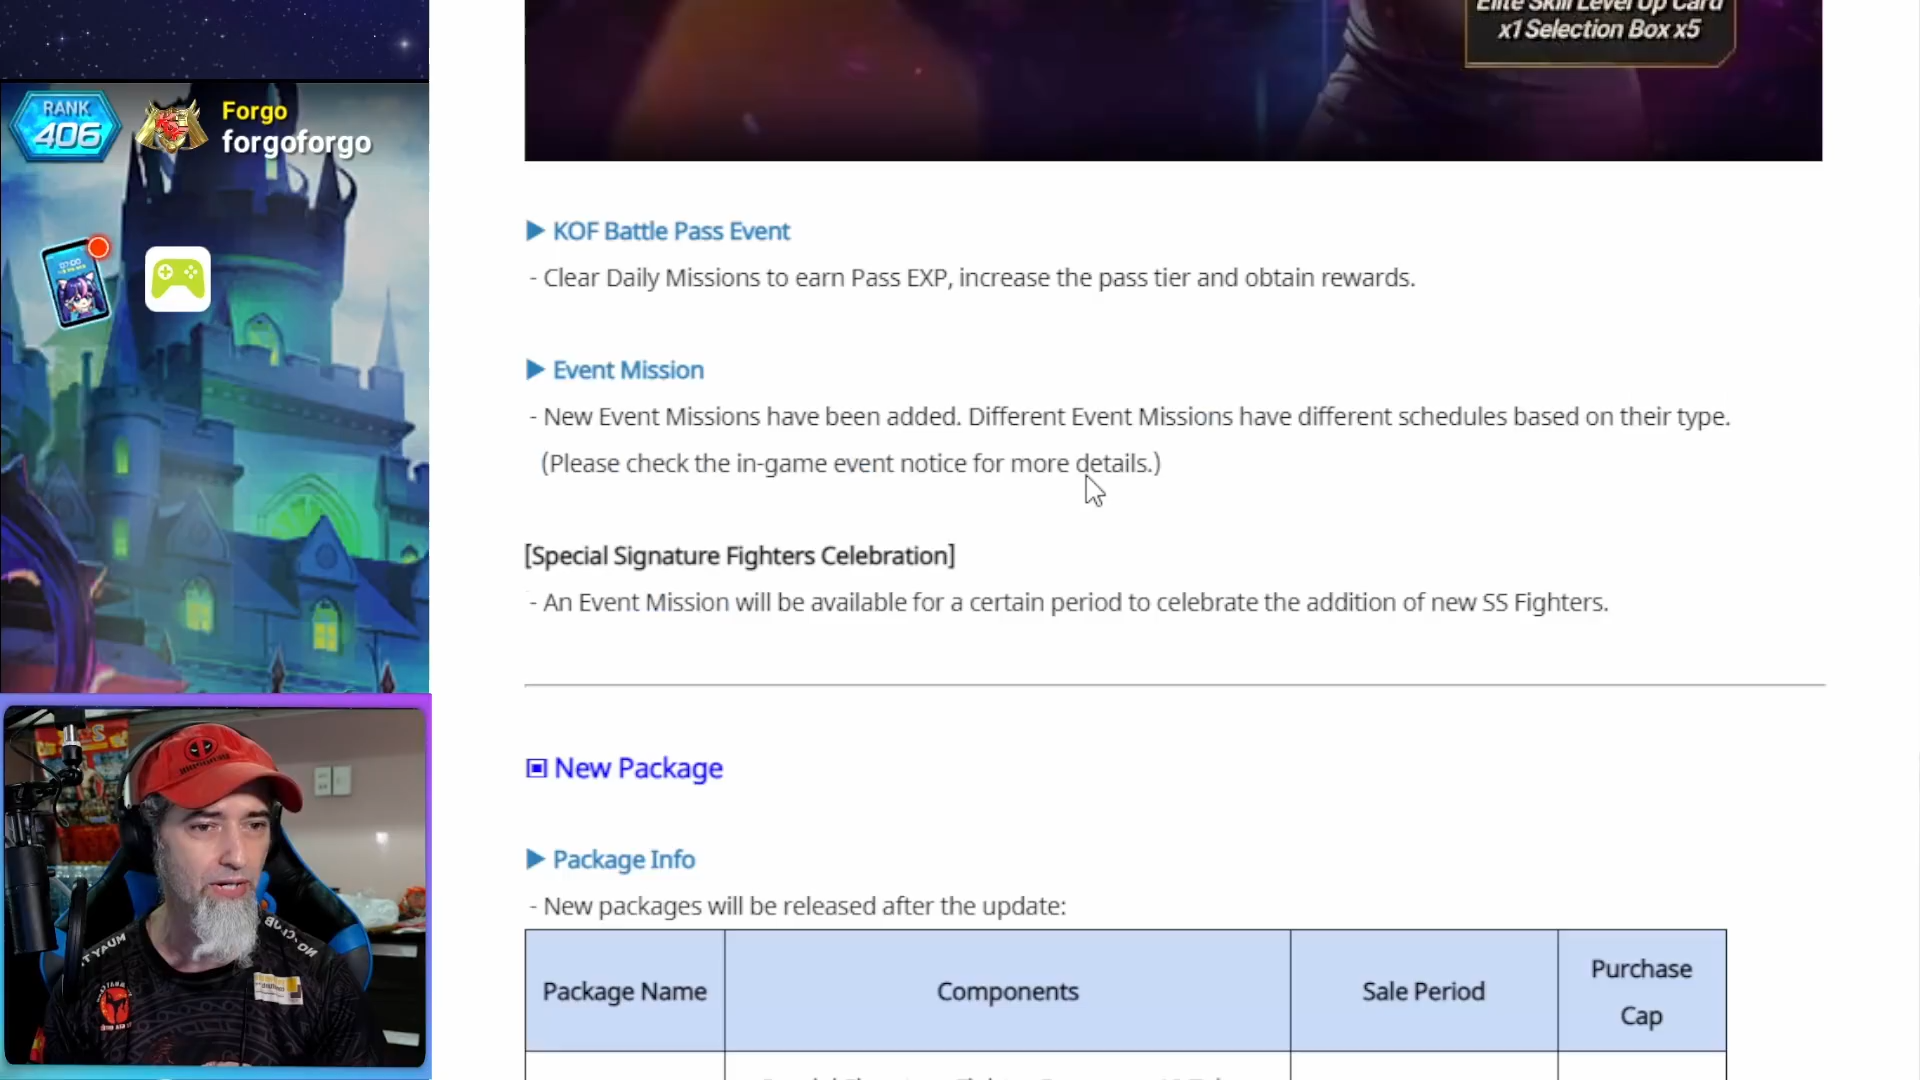 Elite Skill Level Up Card
x1 Selection Box x5
RANK
406
Forgo
forgoforgo
▶ KOF Battle Pass Event
- Clear Daily Missions to earn Pass EXP, increase the pass tier and obtain rewards.
▶ Event Mission
- New Event Missions have been added. Different Event Missions have different schedules based on their type.
(Please check the in-game event notice for more details.)
[Special Signature Fighters Celebration]
- An Event Mission will be available for a certain period to celebrate the addition of new SS Fighters.
▣ New Package
▶ Package Info
- New packages will be released after the update:
Package Name Components Sale Period Purchase Cap